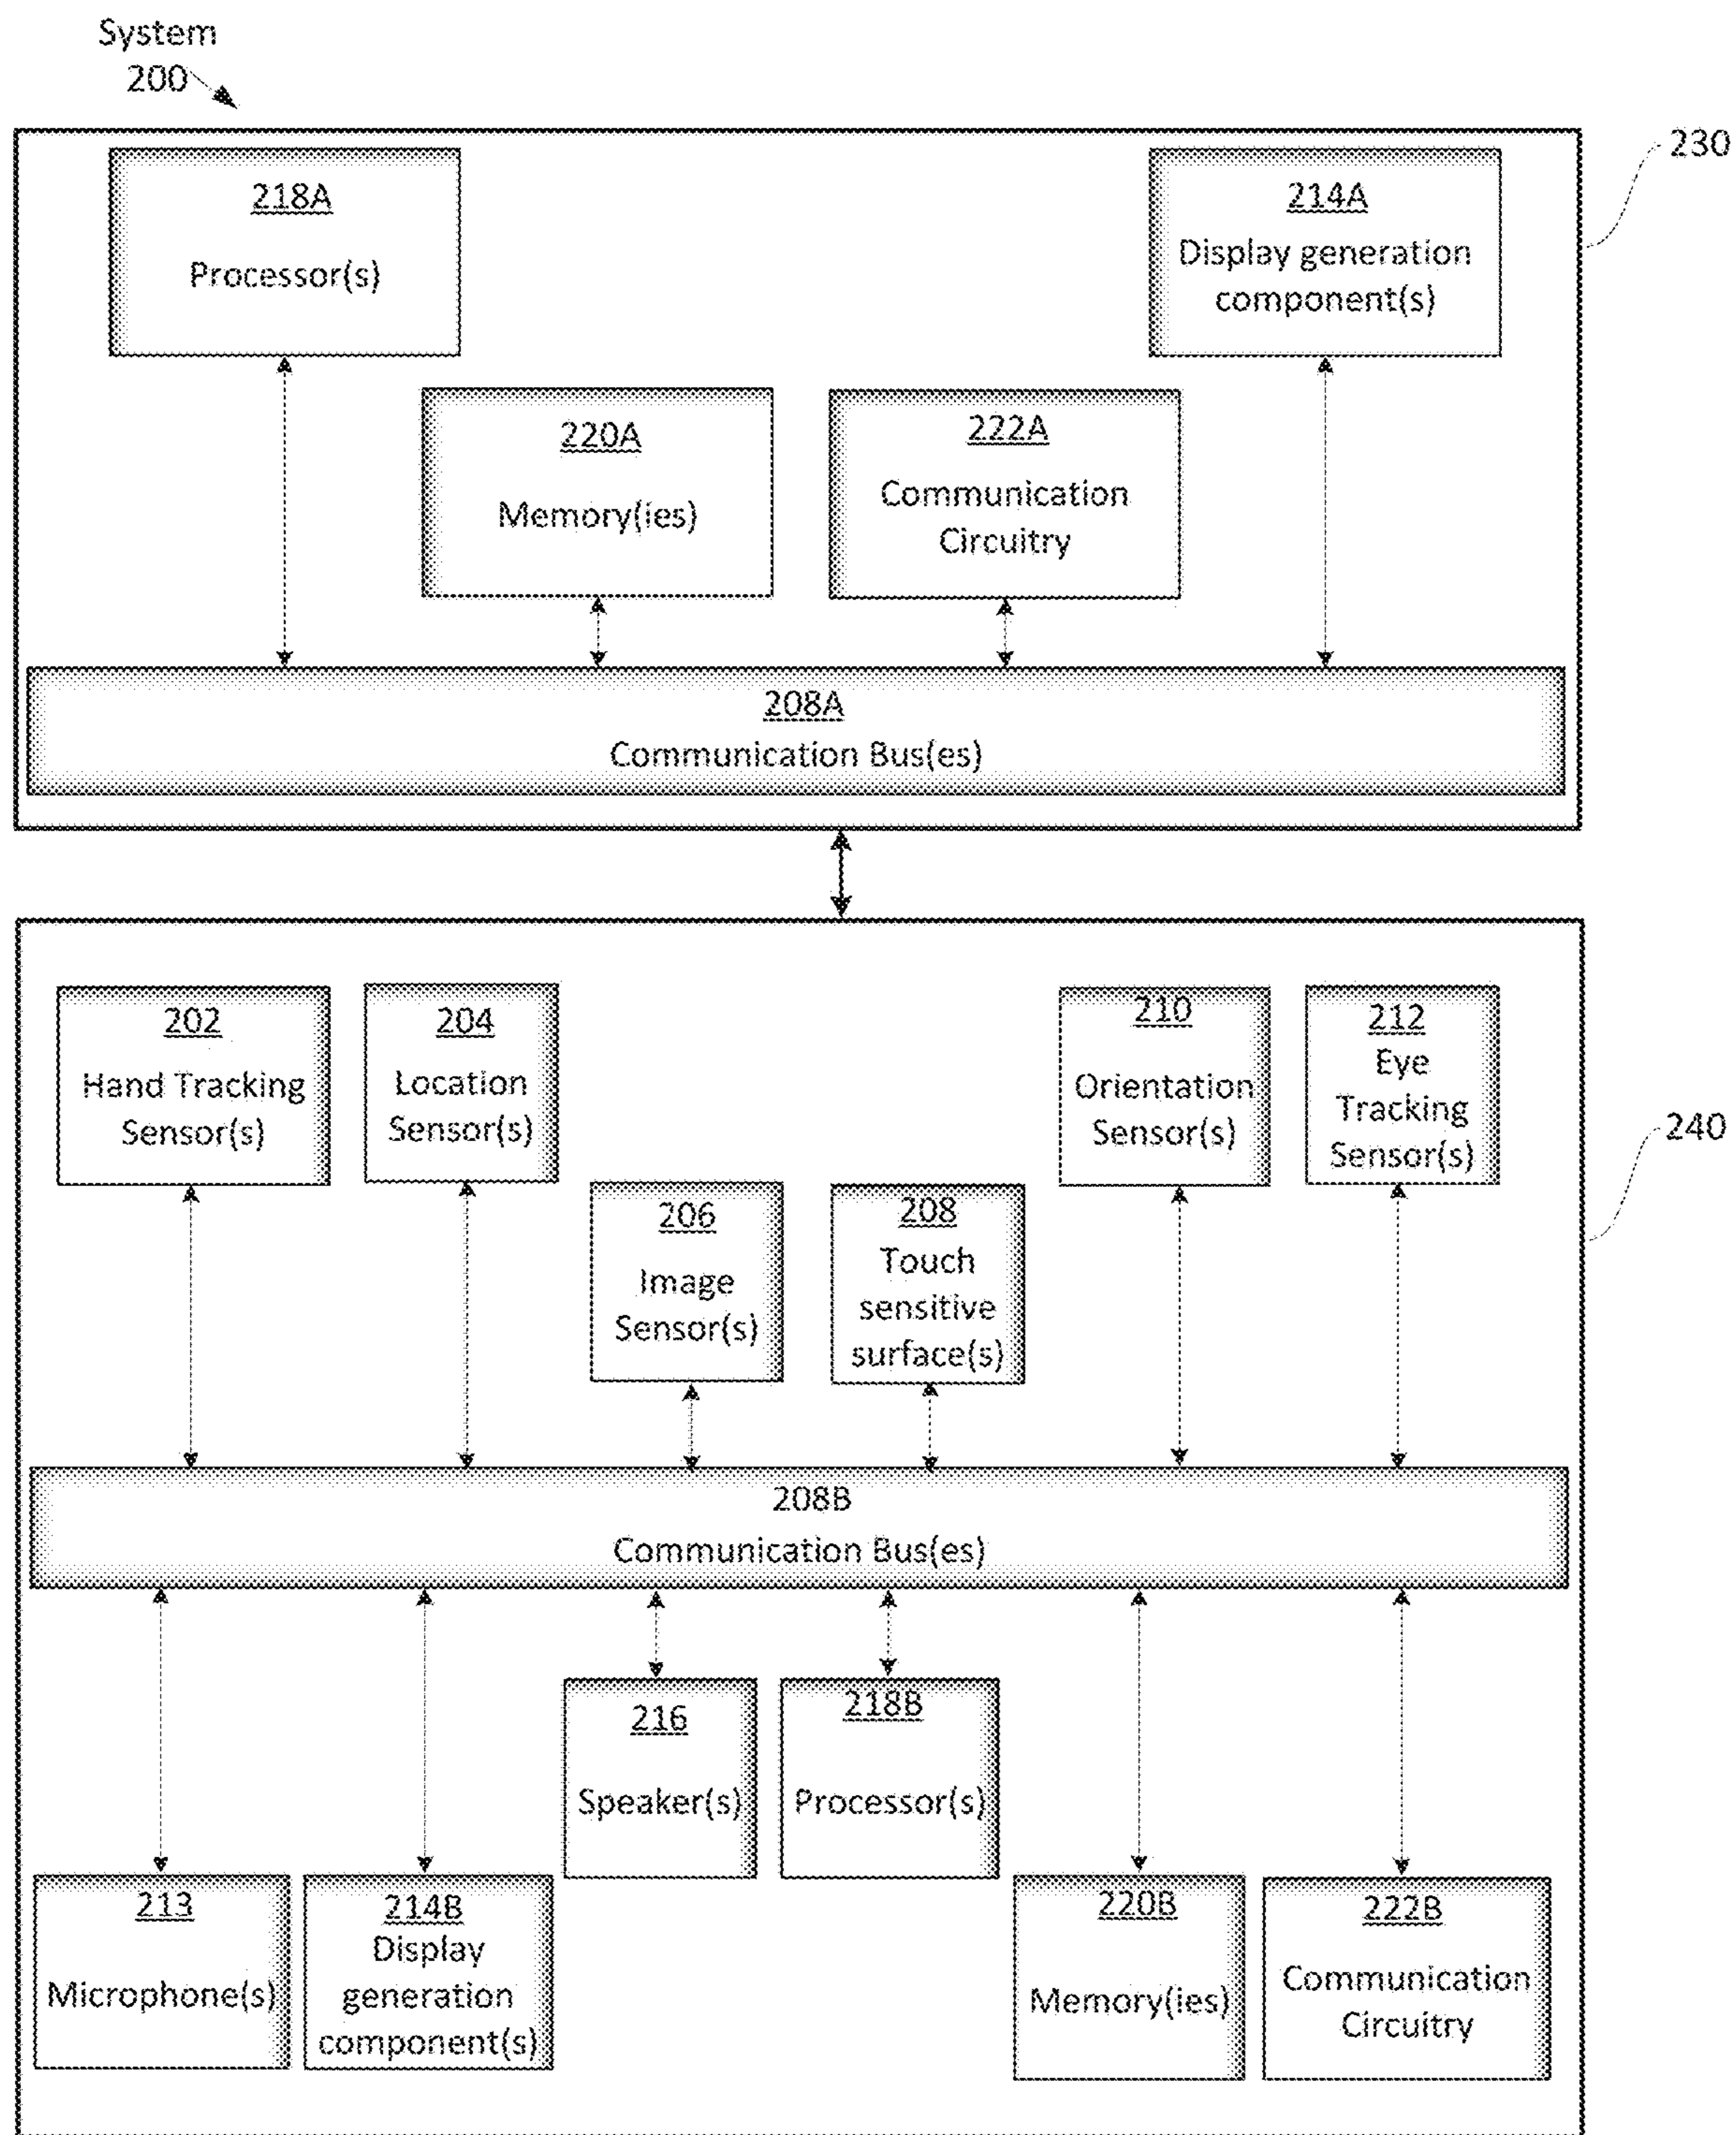 System
200
230
218A
Processor(s)
214A
Display generation
component(s)
220A
Memory(ies)
222A
Communication
Circuitry
208A
Communication Bus(es)
240
202
Hand Tracking
Sensor(s)
204
Location
Sensor(s)
206
Image
Sensor(s)
208
Touch
sensitive
surface(s)
210
Orientation
Sensor(s)
212
Eye
Tracking
Sensor(s)
208B
Communication Bus(es)
213
Microphone(s)
214B
Display
generation
component(s)
216
Speaker(s)
218B
Processor(s)
220B
Memory(ies)
222B
Communication
Circuitry